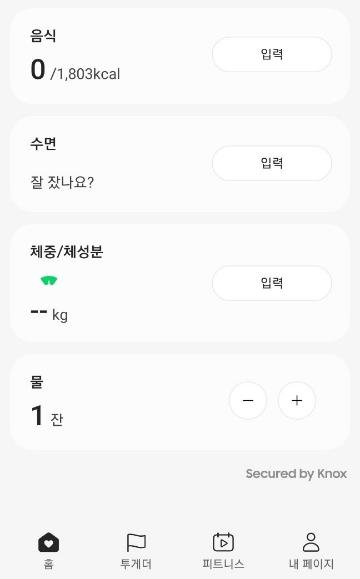 음식
입력
0 /1,803kcal
수면
입력
잘 잤나요?
체중/체성분
입력
-- kg
물
1 잔
Secured by Knox
홈 투게더 피트니스 내 페이지